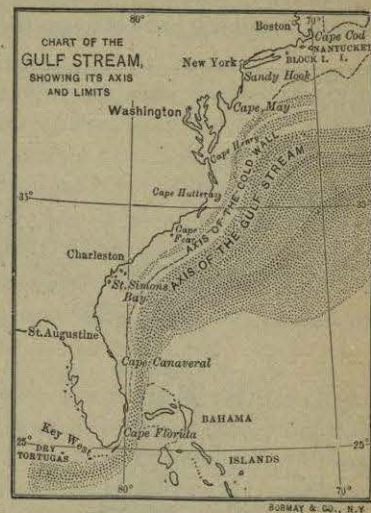 80°
70°
Boston
Cape Cod
NANTUCKET
BLOCK I. I.
CHART OF THE
GULF STREAM,
SHOWING ITS AXIS
AND LIMITS
New York
Sandy Hook
Washington
Cape May
Cape Henry
Cape Hatteras
35°
AXIS OF THE COLD WALL
AXIS OF THE GULF STREAM
Cape
Fear
Charleston
St. Simons
Bay
St. Augustine
Cape Canaveral
BAHAMA
ISLANDS
Key West
Cape Florida
25°
25°
DRY
TORTUGAS
80°
70°
BORMAY & CO., N.Y.